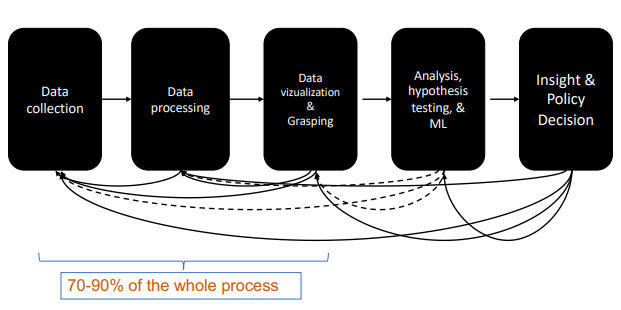 Data
collection
Data
processing
Data
vizualization
&
Grasping
Analysis,
hypothesis
testing, &
ML
Insight &
Policy
Decision
70-90% of the whole process